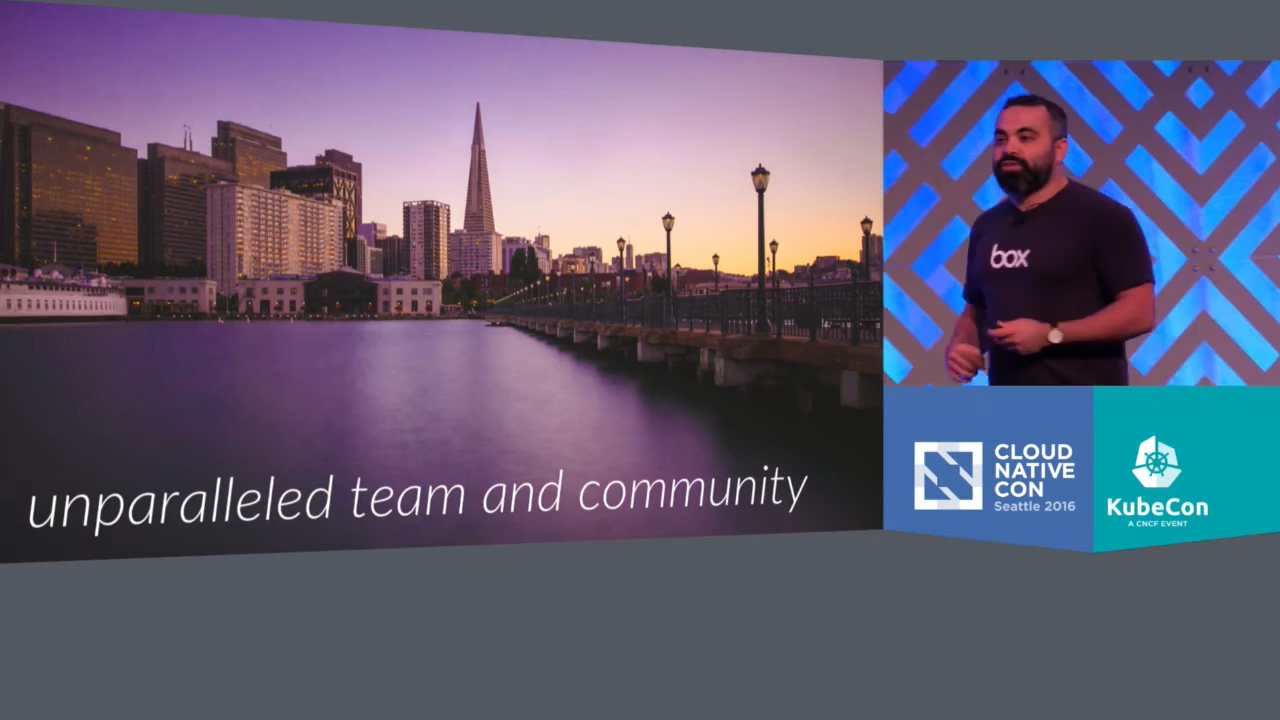 unparalleled team and community
box
CLOUD
NATIVE
CON
Seattle 2016
KubeCon
A CNCF EVENT